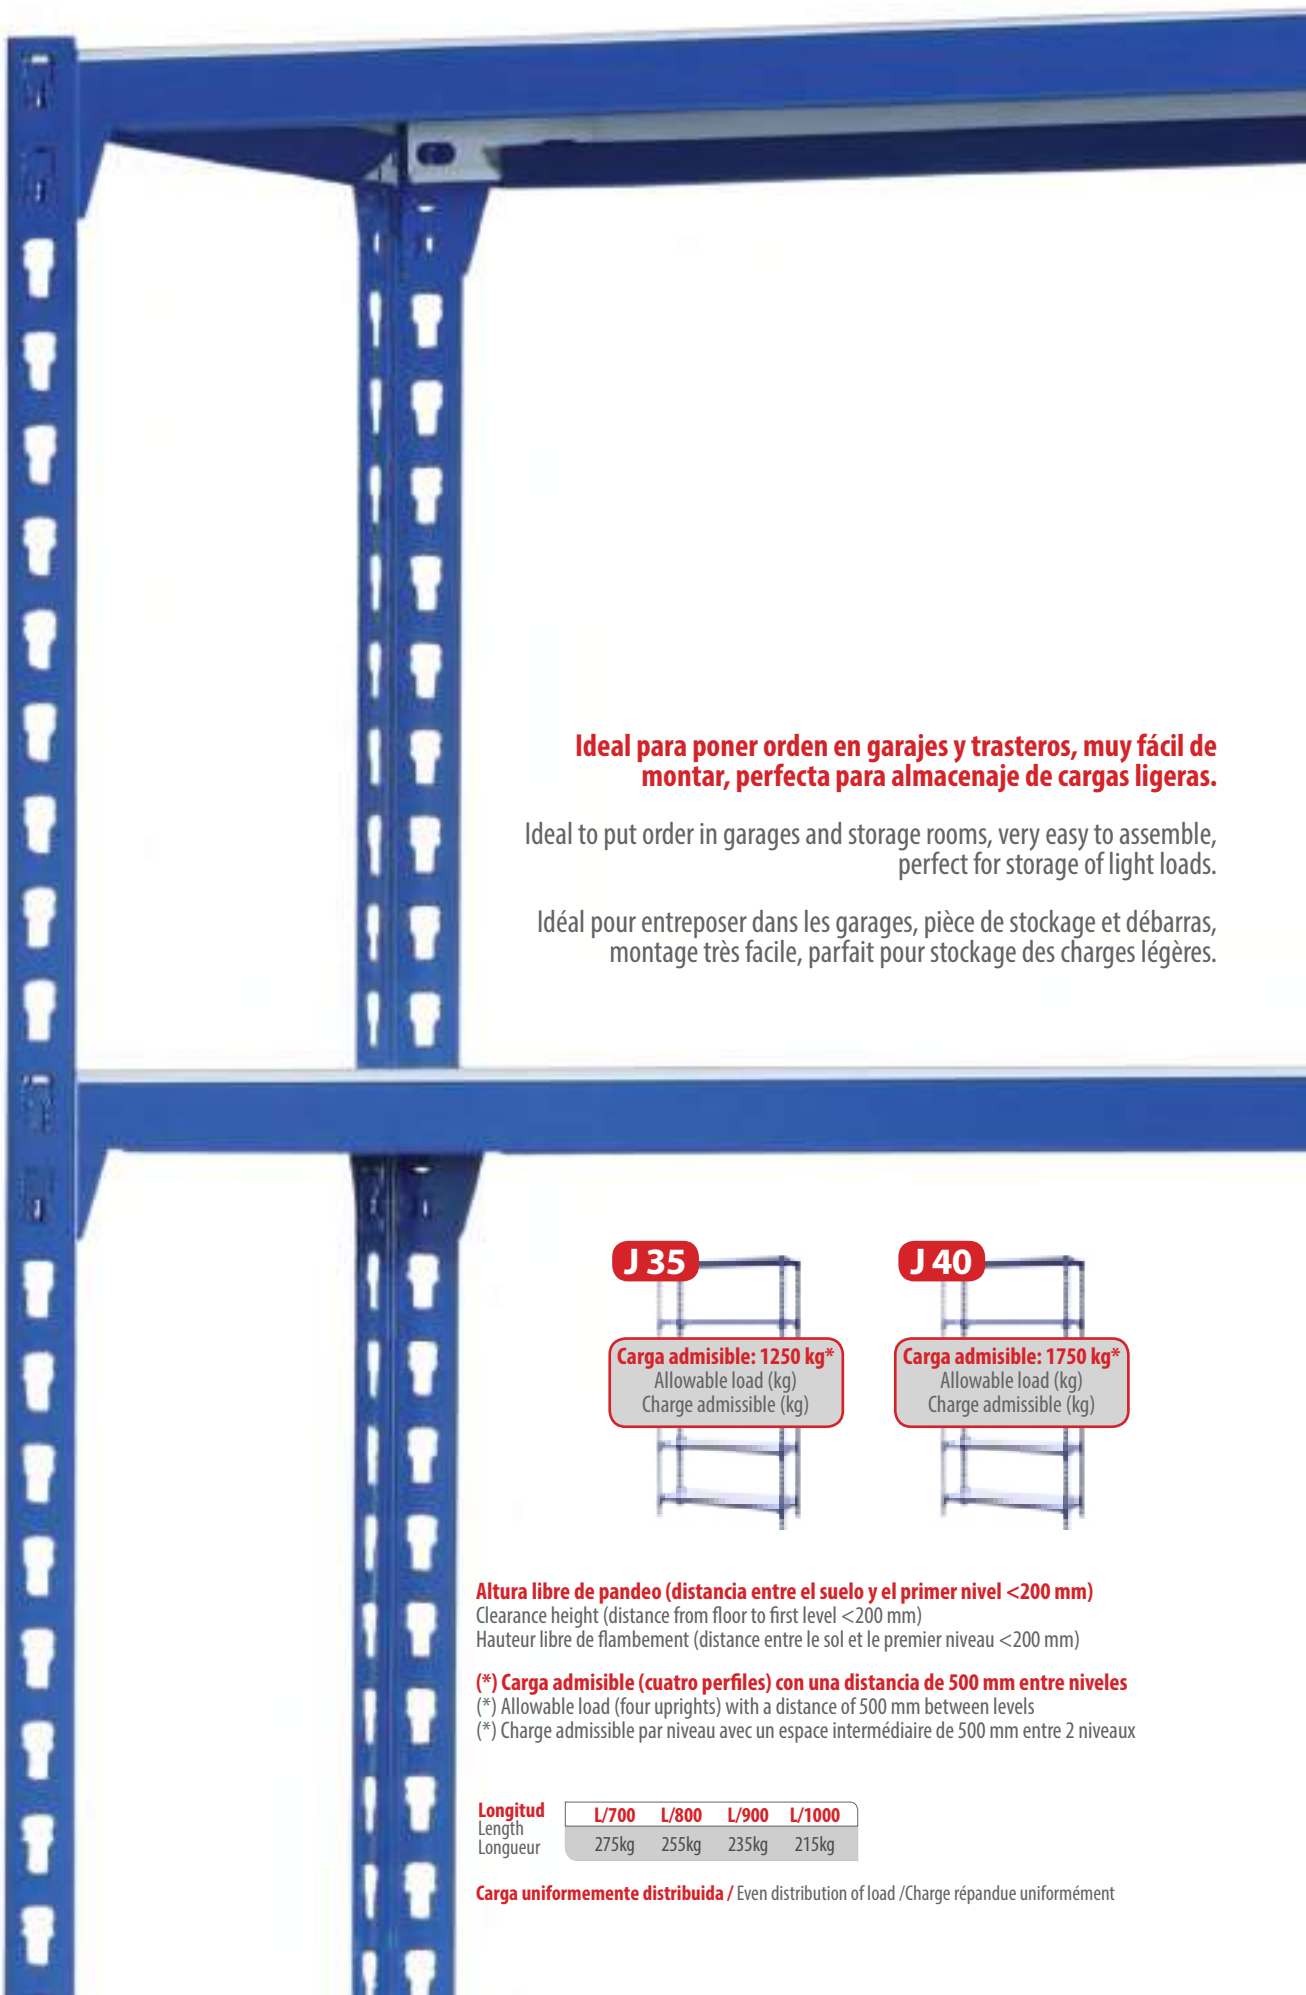 Ideal para poner orden en garajes y trasteros, muy fácil de
montar, perfecta para almacenaje de cargas ligeras.
Ideal to put order in garages and storage rooms, very easy to assemble,
perfect for storage of light loads.
Idéal pour entreposer dans les garages, pièce de stockage et débarras,
montage très facile, parfait pour stockage des charges légères.
J 35
Carga admisible: 1250 kg*
Allowable load (kg)
Charge admissible (kg)
J 40
Carga admisible: 1750 kg*
Allowable load (kg)
Charge admissible (kg)
Altura libre de pandeo (distancia entre el suelo y el primer nivel <200 mm)
Clearance height (distance from floor to first level <200 mm)
Hauteur libre de flambement (distance entre le sol et le premier niveau <200 mm)
(*) Carga admisible (cuatro perfiles) con una distancia de 500 mm entre niveles
(*) Allowable load (four uprights) with a distance of 500 mm between levels
(*) Charge admissible par niveau avec un espace intermédiaire de 500 mm entre 2 niveaux
Longitud
Length
Longueur
L/700 L/800 L/900 L/1000
275kg 255kg 235kg 215kg
Carga uniformemente distribuida / Even distribution of load /Charge répandue uniformément